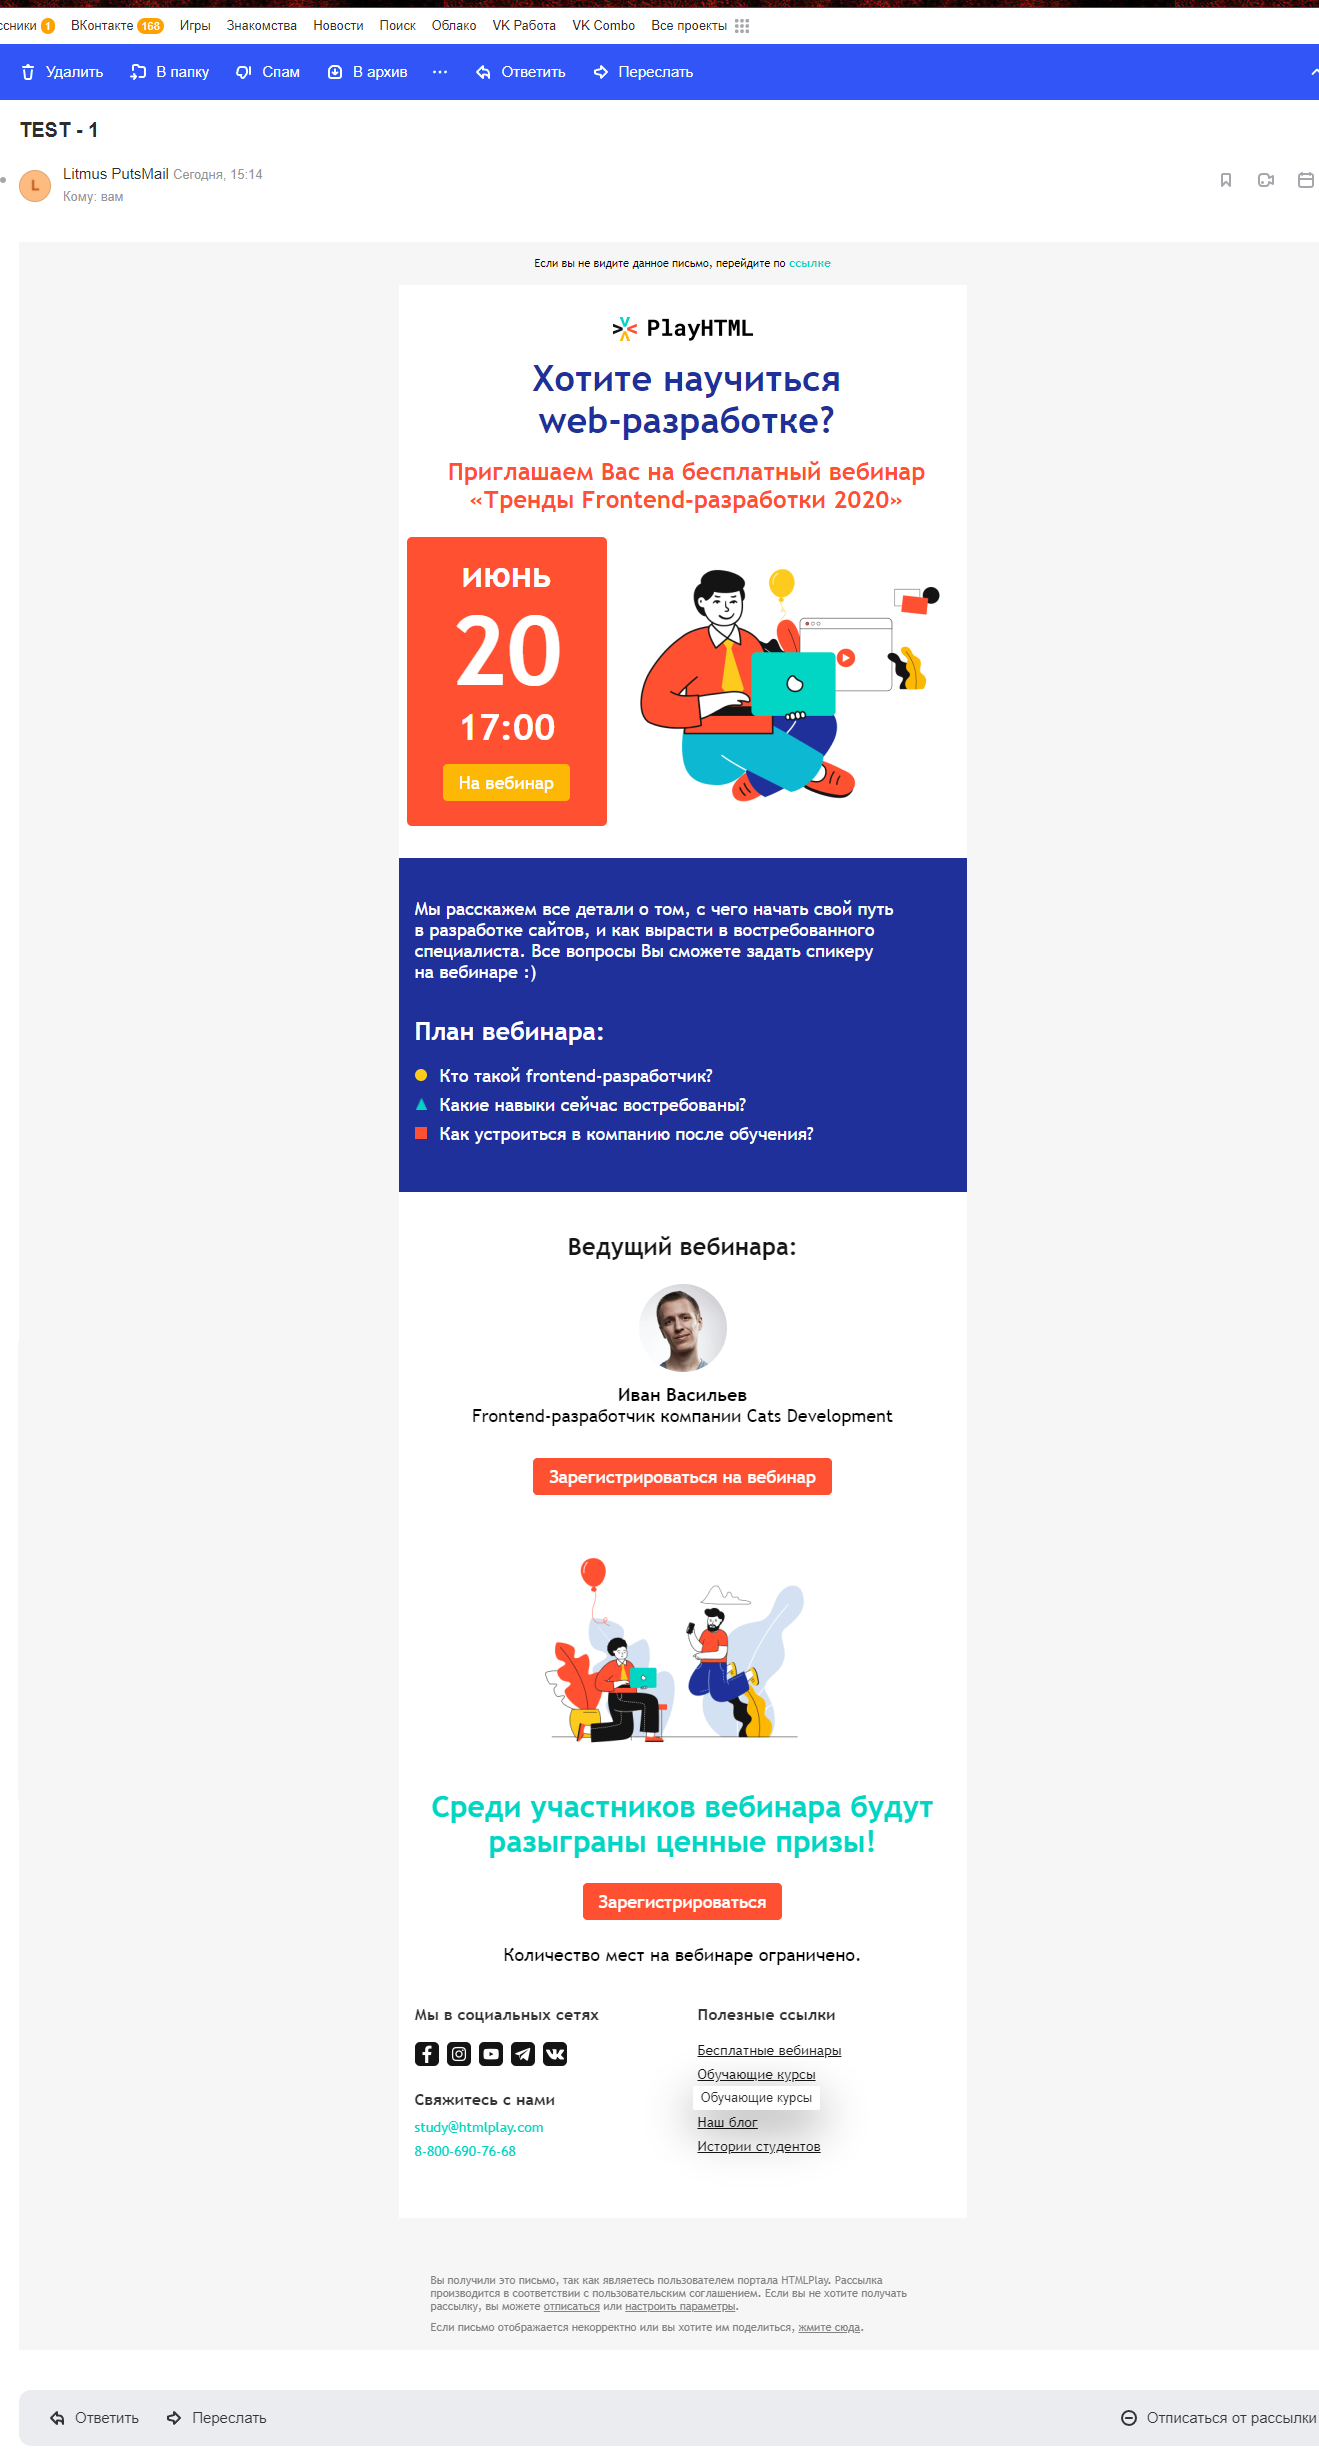 ссники 1 ВКонтакте 168 Игры Знакомства Новости Поиск Облако VK Работа VK Combo Все проекты
Удалить В папку Спам В архив ··· Ответить Переслать
TEST - 1
L
Litmus PutsMail Сегодня, 15:14
Кому: вам
Если вы не видите данное письмо, перейдите по ссылке
PlayHTML
Хотите научиться
web-разработке?
Приглашаем Вас на бесплатный вебинар
«Тренды Frontend-разработки 2020»
июнь
20
17:00
На вебинар
Мы расскажем все детали о том, с чего начать свой путь
в разработке сайтов, и как вырасти в востребованного
специалиста. Все вопросы Вы сможете задать спикеру
на вебинаре :)
План вебинара:
Кто такой frontend-разработчик?
Какие навыки сейчас востребованы?
Как устроиться в компанию после обучения?
Ведущий вебинара:
Иван Васильев
Frontend-разработчик компании Cats Development
Зарегистрироваться на вебинар
Среди участников вебинара будут
разыграны ценные призы!
Зарегистрироваться
Количество мест на вебинаре ограничено.
Мы в социальных сетях
Свяжитесь с нами
study@htmlplay.com
8-800-690-76-68
Полезные ссылки
Бесплатные вебинары
Обучающие курсы
Обучающие курсы
Наш блог
Истории студентов
Вы получили это письмо, так как являетесь пользователем портала HTMLPlay. Рассылка
производится в соответствии с пользовательским соглашением. Если вы не хотите получать
рассылку, вы можете отписаться или настроить параметры.
Если письмо отображается некорректно или вы хотите им поделиться, жмите сюда.
Ответить Переслать Отписаться от рассылки